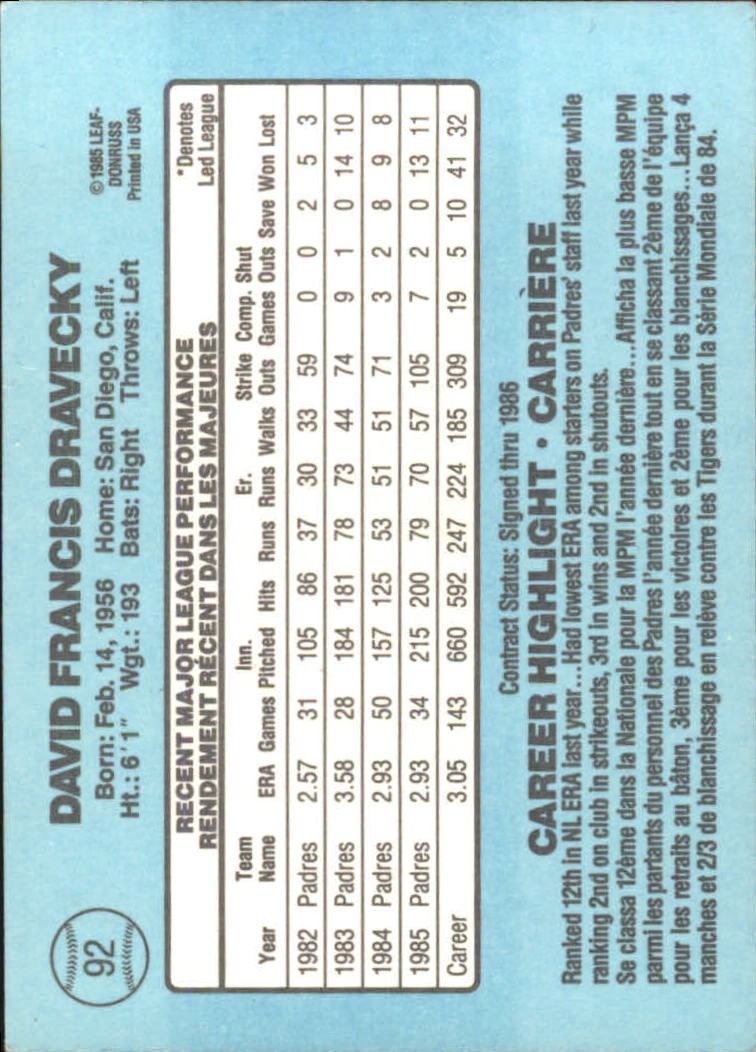 92
DAVID FRANCIS DRAVECKY
Born: Feb. 14, 1956 Home: San Diego, Calif.
Ht.: 6'1" Wgt.: 193 Bats: Right Throws: Left
© 1985 LEAF-
DONRUSS
Printed in USA
RECENT MAJOR LEAGUE PERFORMANCE
RENDEMENT RÉCENT DANS LES MAJEURES
*Denotes
Led League
Team Inn. Er. Strike Comp. Shut
Year Name ERA Games Pitched Hits Runs Runs Walks Outs Games Outs Save Won Lost
1982 Padres 2.57 31 105 86 37 30 33 59 0 0 2 5 3
1983 Padres 3.58 28 184 181 78 73 44 74 9 1 0 14 10
1984 Padres 2.93 50 157 125 53 51 51 71 3 2 8 9 8
1985 Padres 2.93 34 215 200 79 70 57 105 7 2 0 13 11
Career 3.05 143 660 592 247 224 185 309 19 5 10 41 32
Contract Status: Signed thru 1986
CAREER HIGHLIGHT • CARRIÈRE
Ranked 12th in NL ERA last year...Had lowest ERA among starters on Padres' staff last year while
ranking 2nd on club in strikeouts, 3rd in wins and 2nd in shutouts.
Se classa 12ème dans la Nationale pour la MPM l'année dernière...Afficha la plus basse MPM
parmi les partants du personnel des Padres l'année dernière tout en se classant 2ème de l'équipe
pour les retraits au bâton, 3ème pour les victoires et 2ème pour les blanchissages...Lança 4
manches et 2/3 de blanchissage en relève contre les Tigers durant la Série Mondiale de 84.